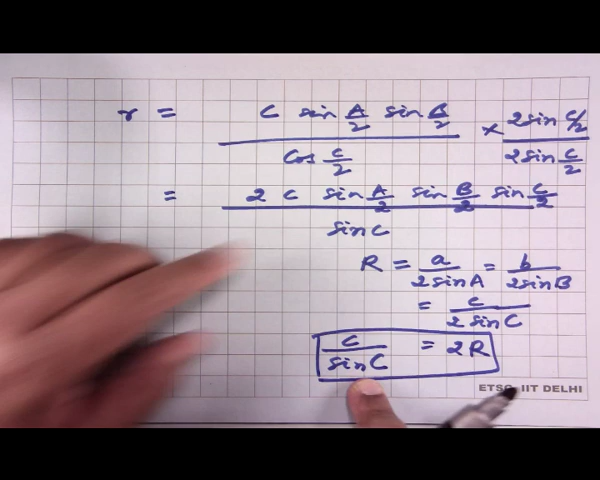 r = c sin A/2 sin B/2 / cos C/2 × 2 sin C/2 / 2 sin C/2
= 2 c sin A/2 sin B/2 sin C/2 / sin C
R = a / 2 sin A = b / 2 sin B
= c / 2 sin C
c / sin C = 2R
IIT DELHI